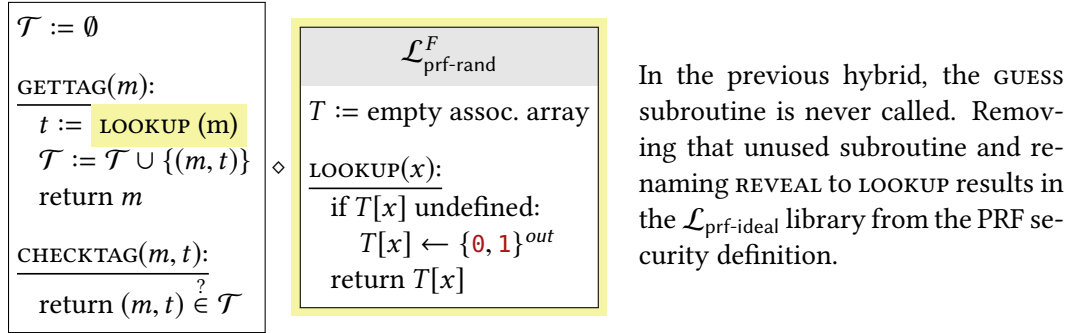 𝒯 := ∅
GETTAG(m):
t := LOOKUP (m)
𝒯 := 𝒯 ∪ {(m, t)}
return m
CHECKTAG(m, t):
return (m, t) ∈? 𝒯
⋄
ℒ^F_prf-rand
T := empty assoc. array
LOOKUP(x):
if T[x] undefined:
T[x] ← {0, 1}^out
return T[x]
In the previous hybrid, the GUESS
subroutine is never called. Remov-
ing that unused subroutine and re-
naming REVEAL to LOOKUP results in
the ℒ_prf-ideal library from the PRF se-
curity definition.